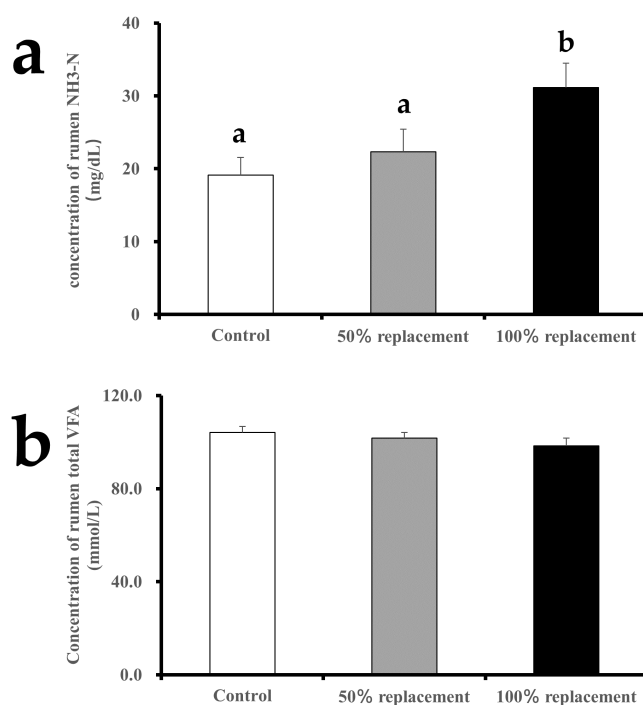 a
concentration of rumen NH3-N
(mg/dL)
40
30
20
10
0
a
a
b
Control
50% replacement
100% replacement
b
Concentration of rumen total VFA
(mmol/L)
120.0
80.0
40.0
0.0
Control
50% replacement
100% replacement